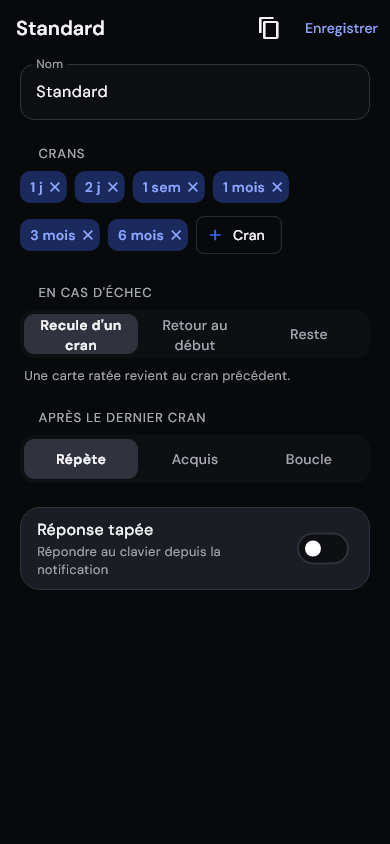 Standard
Enregistrer
Nom
Standard
CRANS
1 j ✕ 2 j ✕ 1 sem ✕ 1 mois ✕
3 mois ✕ 6 mois ✕ + Cran
EN CAS D'ÉCHEC
Recule d'un cran
Retour au début
Reste
Une carte ratée revient au cran précédent.
APRÈS LE DERNIER CRAN
Répète Acquis Boucle
Réponse tapée
Répondre au clavier depuis la
notification